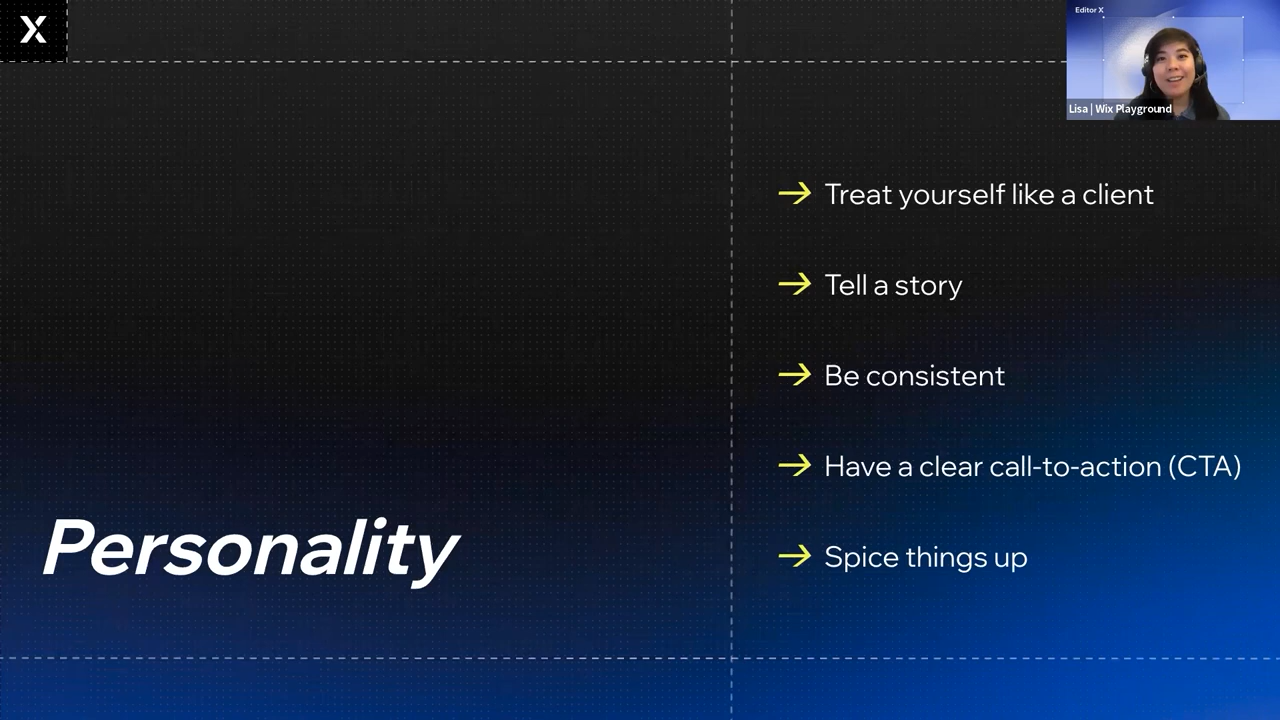 X
Editor X
Lisa | Wix Playground
Treat yourself like a client
Tell a story
Be consistent
Have a clear call-to-action (CTA)
Spice things up
Personality